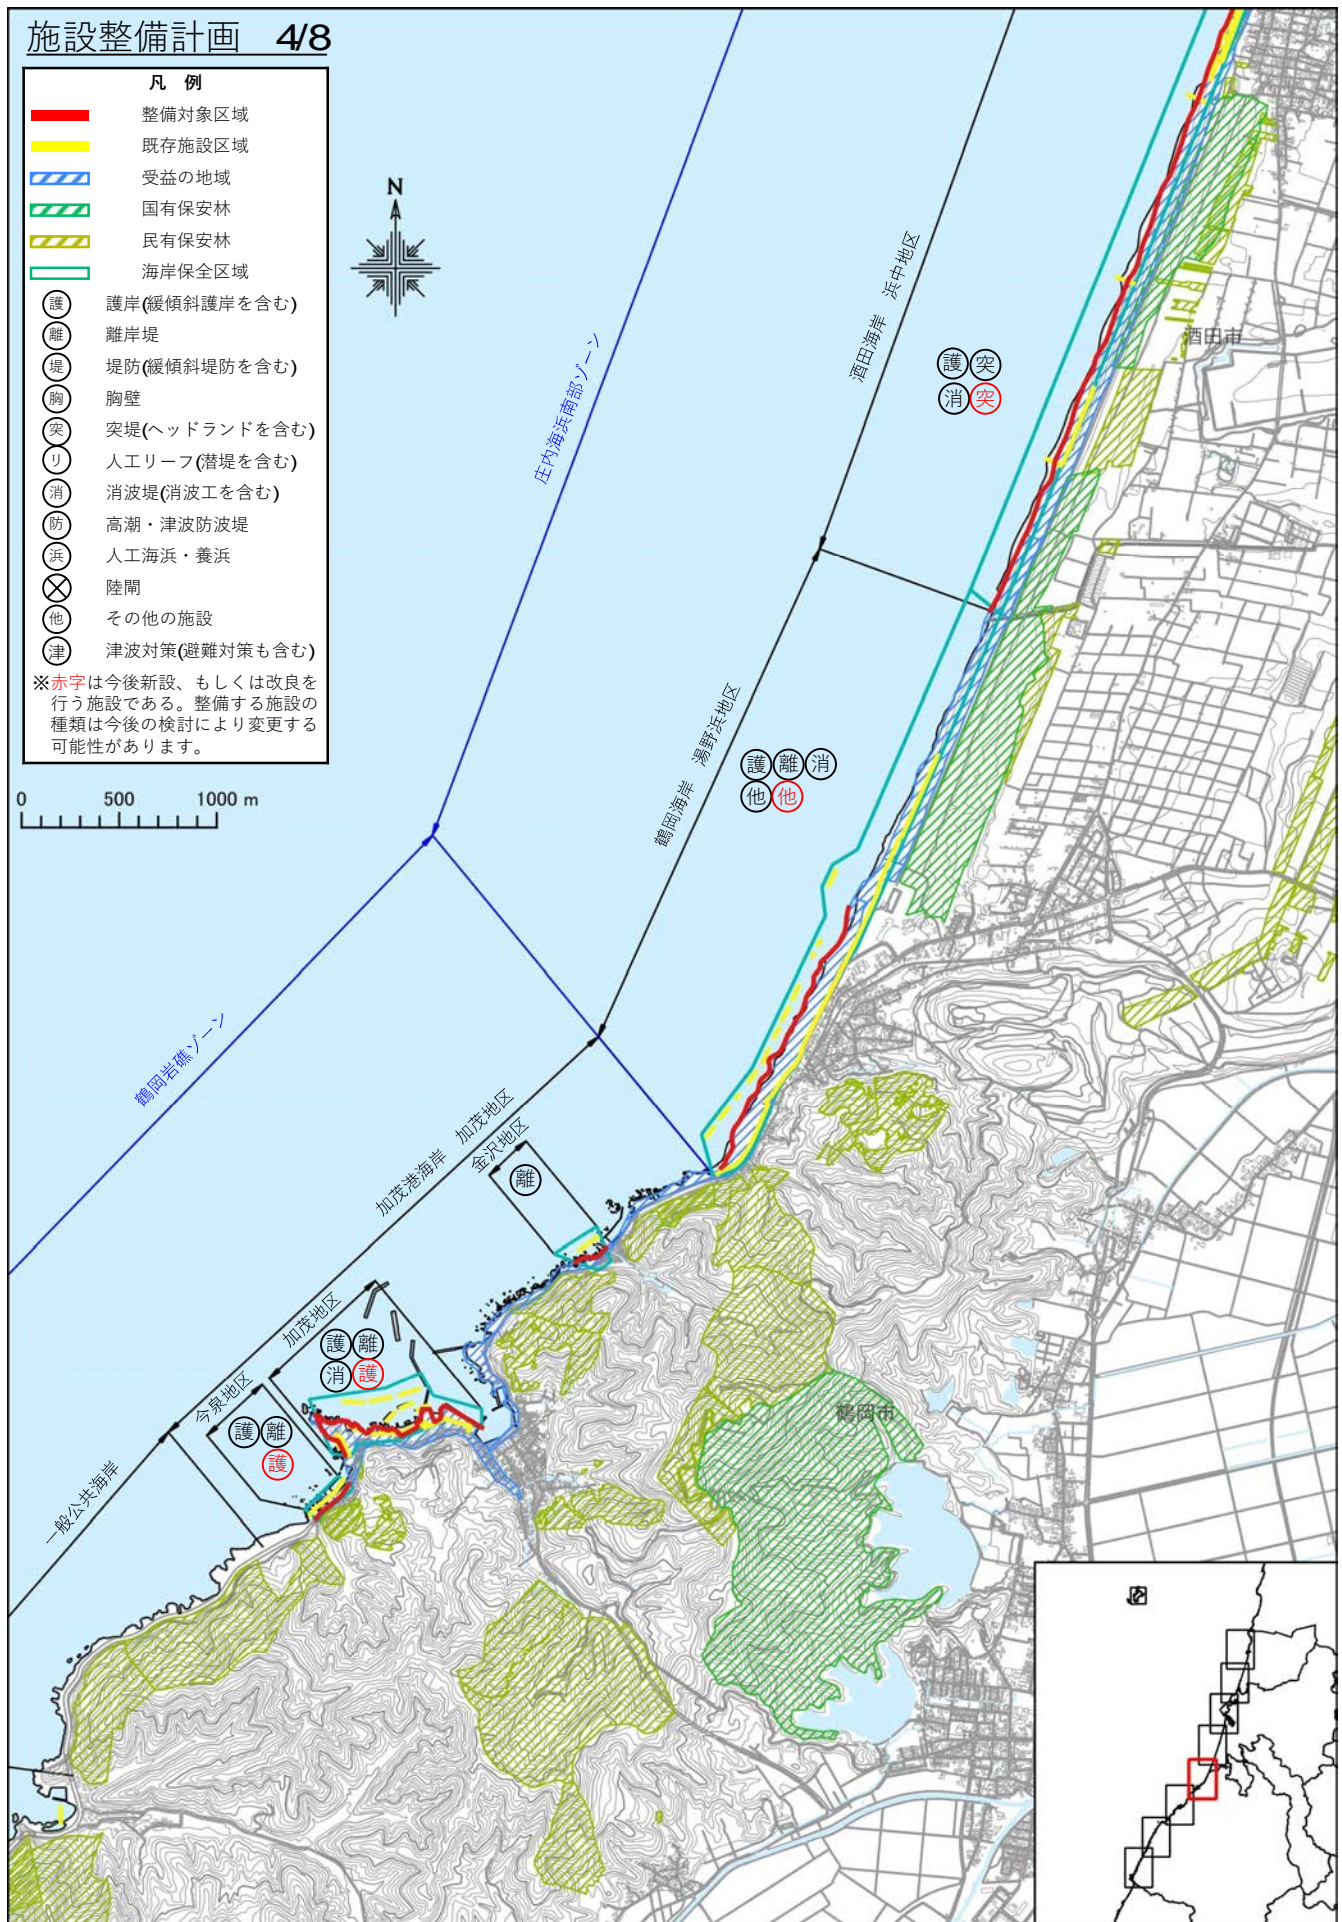 施設整備計画 4/8
凡 例
整備対象区域
既存施設区域
受益の地域
国有保安林
民有保安林
海岸保全区域
護 護岸(緩傾斜護岸を含む)
離 離岸堤
堤 堤防(緩傾斜堤防を含む)
胸 胸壁
突 突堤(ヘッドランドを含む)
リ 人工リーフ(潜堤を含む)
消 消波堤(消波工を含む)
防 高潮・津波防波堤
浜 人工海浜・養浜
陸閘
他 その他の施設
津 津波対策(避難対策も含む)
※赤字は今後新設、もしくは改良を
行う施設である。整備する施設の
種類は今後の検討により変更する
可能性があります。
0 500 1000 m
N
庄内海浜南部ゾーン
酒田海岸 浜中地区
護 突
消 突
酒田市
鶴岡海岸 湯野浜地区
護 離 消
他 他
鶴岡岩礁ゾーン
加茂港海岸 加茂地区
金沢地区
離
加茂地区
護 離
消 護
今泉地区
護 離
護
一般公共海岸
鶴岡市